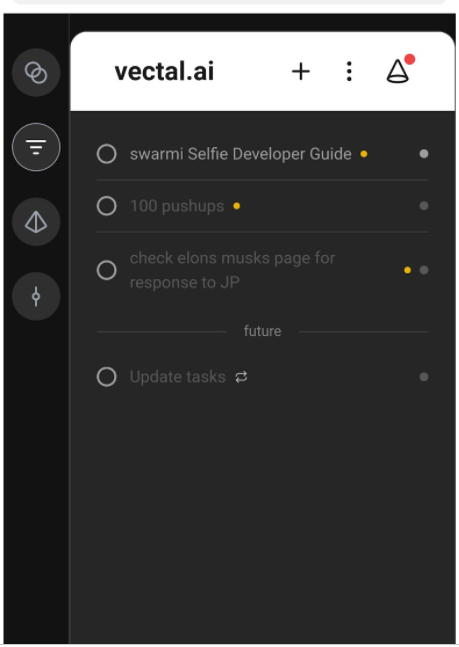 vectal.ai
swarmi Selfie Developer Guide
100 pushups
check elons musks page for
response to JP
future
Update tasks